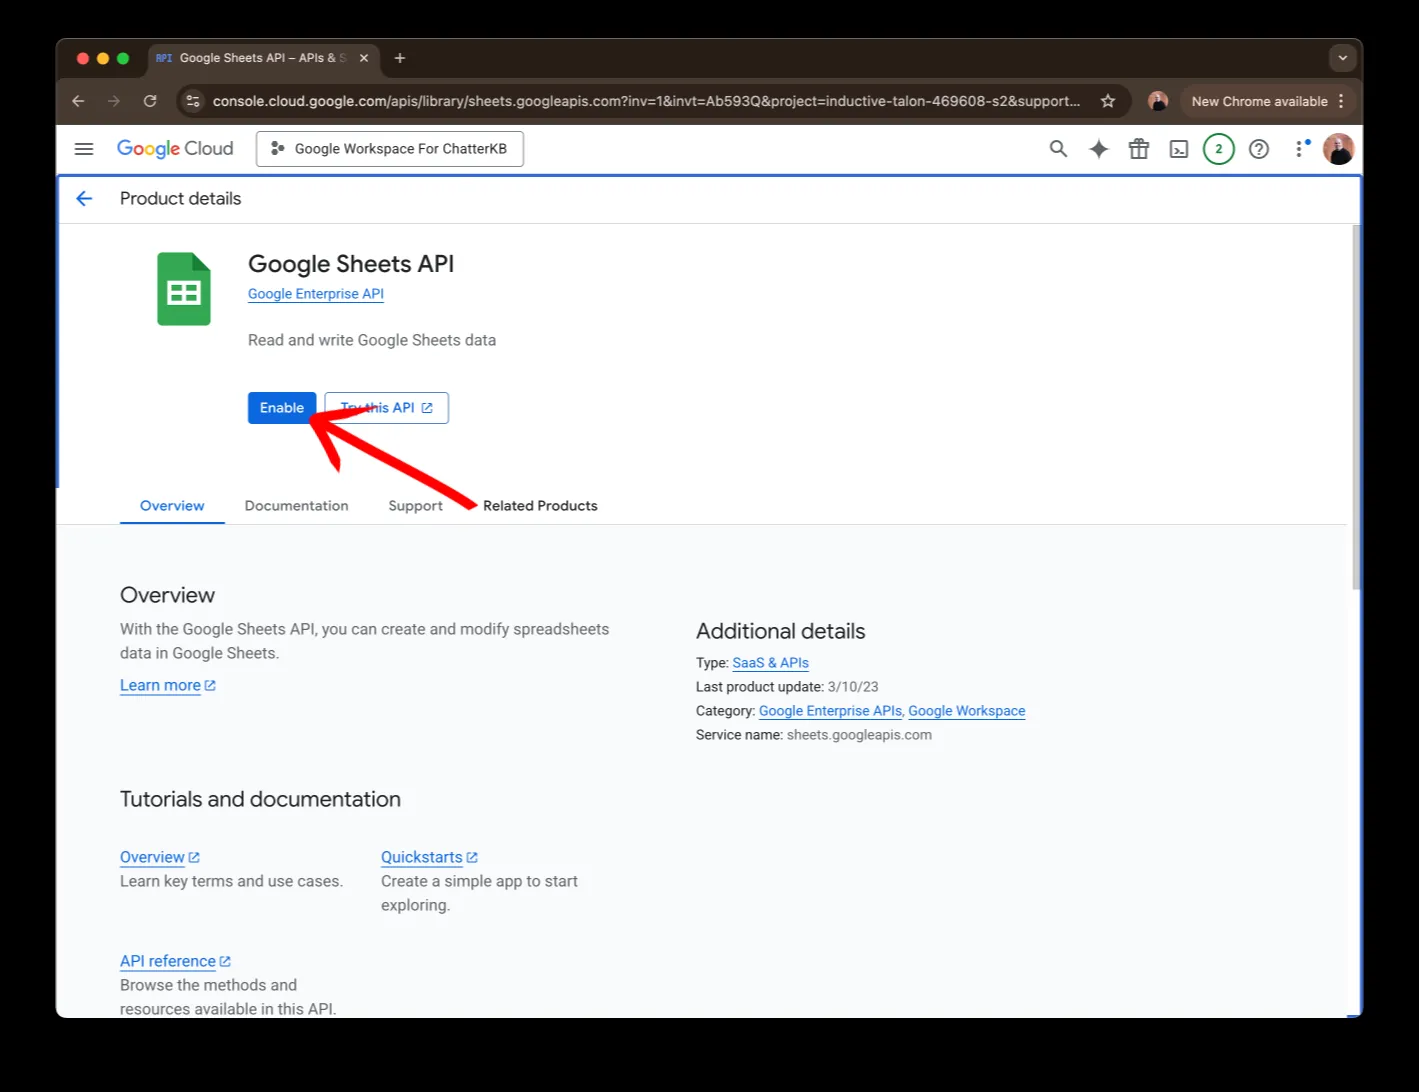 API Google Sheets API – APIs & S
console.cloud.google.com/apis/library/sheets.googleapis.com?inv=1&invt=Ab593Q&project=inductive-talon-469608-s2&support...
New Chrome available
Google Cloud
Google Workspace For ChatterKB
2
Product details
Google Sheets API
Google Enterprise API
Read and write Google Sheets data
Enable
Try this API
Overview
Documentation
Support
Related Products
Overview
With the Google Sheets API, you can create and modify spreadsheets
data in Google Sheets.
Learn more
Additional details
Type: SaaS & APIs
Last product update: 3/10/23
Category: Google Enterprise APIs, Google Workspace
Service name: sheets.googleapis.com
Tutorials and documentation
Overview
Learn key terms and use cases.
Quickstarts
Create a simple app to start
exploring.
API reference
Browse the methods and
resources available in this API.